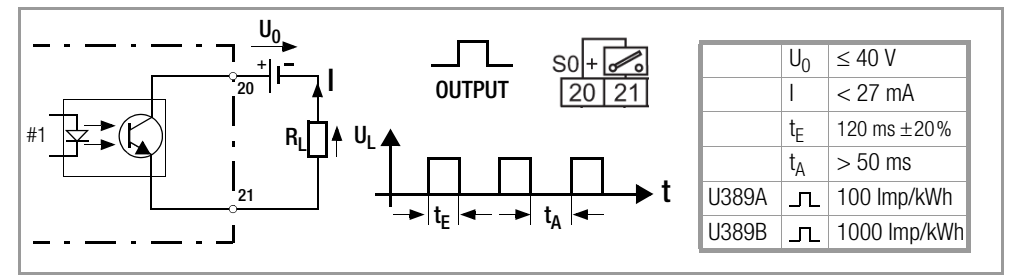 U0
+ −
20
I
#1
RL
UL
21
OUTPUT
S0 +
20 21
t
tE tA
U0 ≤ 40 V
I < 27 mA
tE 120 ms ±20%
tA > 50 ms
U389A 100 Imp/kWh
U389B 1000 Imp/kWh